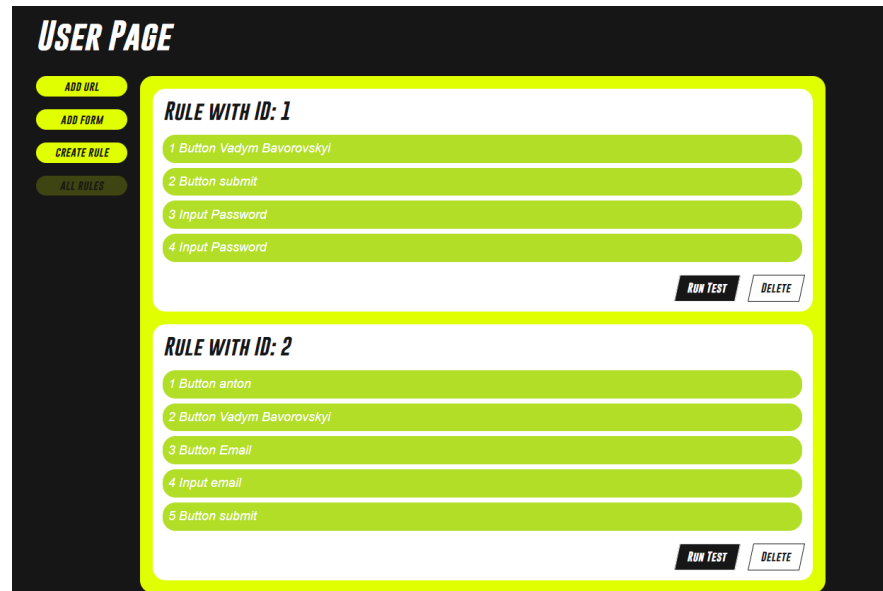 User Page
ADD URL
ADD FORM
CREATE RULE
ALL RULES
Rule with ID: 1
1 Button Vadym Bavorovskyi
2 Button submit
3 Input Password
4 Input Password
Run Test Delete
Rule with ID: 2
1 Button anton
2 Button Vadym Bavorovskyi
3 Button Email
4 Input email
5 Button submit
Run Test Delete